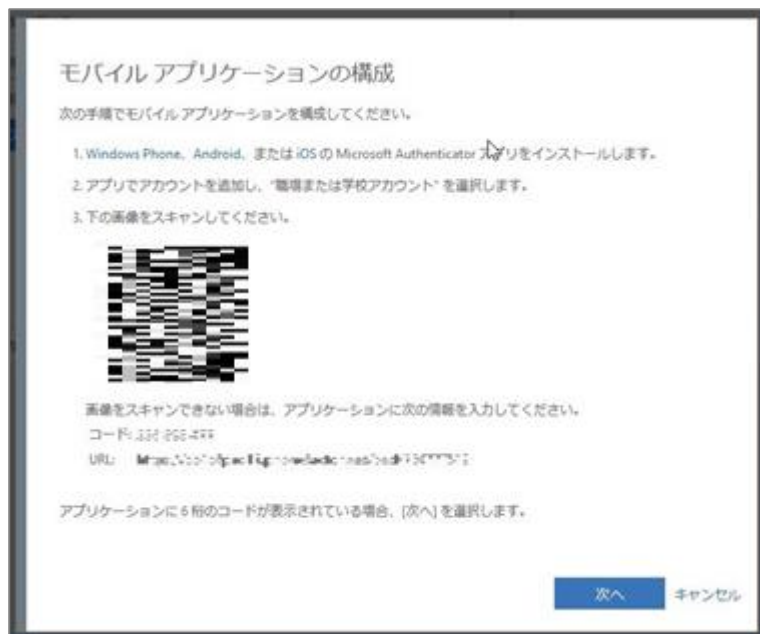 モバイル アプリケーションの構成
次の手順でモバイル アプリケーションを構成してください。
1. Windows Phone、Android、または iOS の Microsoft Authenticator アプリをインストールします。
2. アプリでアカウントを追加し、"職場または学校アカウント" を選択します。
3. 下の画像をスキャンしてください。
画像をスキャンできない場合は、アプリケーションに次の情報を入力してください。
コード:
URL:
アプリケーションに 6 桁のコードが表示されている場合、[次へ] を選択します。
次へ キャンセル